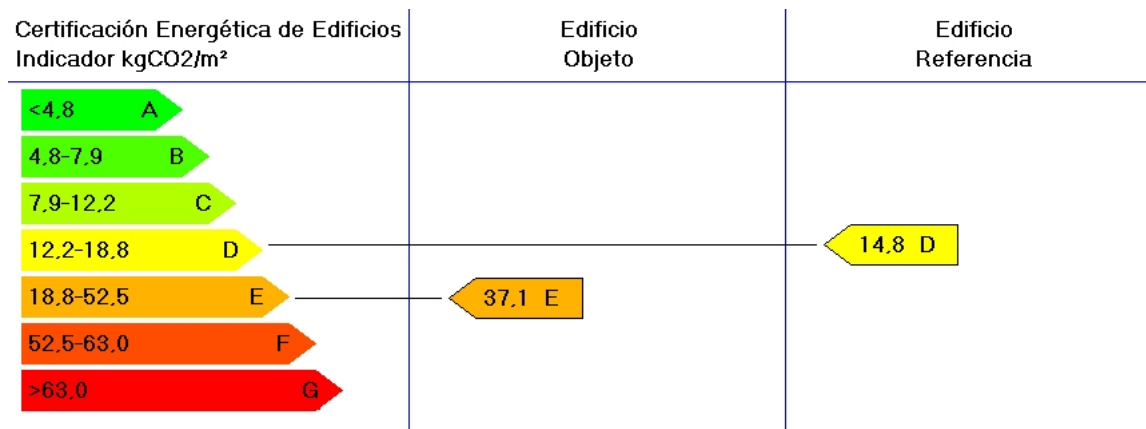 Certificación Energética de Edificios
Indicador kgCO2/m²
Edificio
Objeto
Edificio
Referencia
<4,8 A
4,8-7,9 B
7,9-12,2 C
12,2-18,8 D
14,8 D
18,8-52,5 E
37,1 E
52,5-63,0 F
>63,0 G